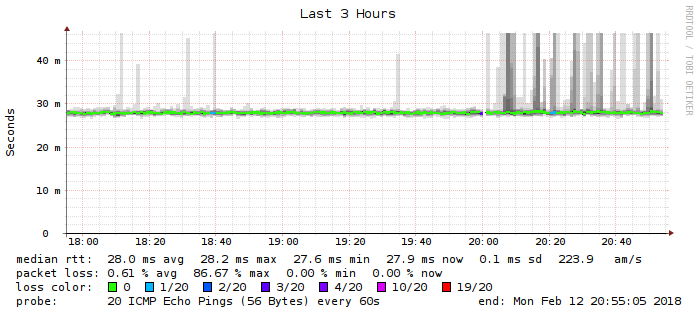 Last 3 Hours
RRDTOOL / TOBI OETIKER
Seconds
40 m
30 m
20 m
10 m
0
18:00 18:20 18:40 19:00 19:20 19:40 20:00 20:20 20:40
median rtt: 28.0 ms avg 28.2 ms max 27.6 ms min 27.9 ms now 0.1 ms sd 223.9 am/s
packet loss: 0.61 % avg 86.67 % max 0.00 % min 0.00 % now
loss color: 0 1/20 2/20 3/20 4/20 10/20 19/20
probe: 20 ICMP Echo Pings (56 Bytes) every 60s end: Mon Feb 12 20:55:05 2018